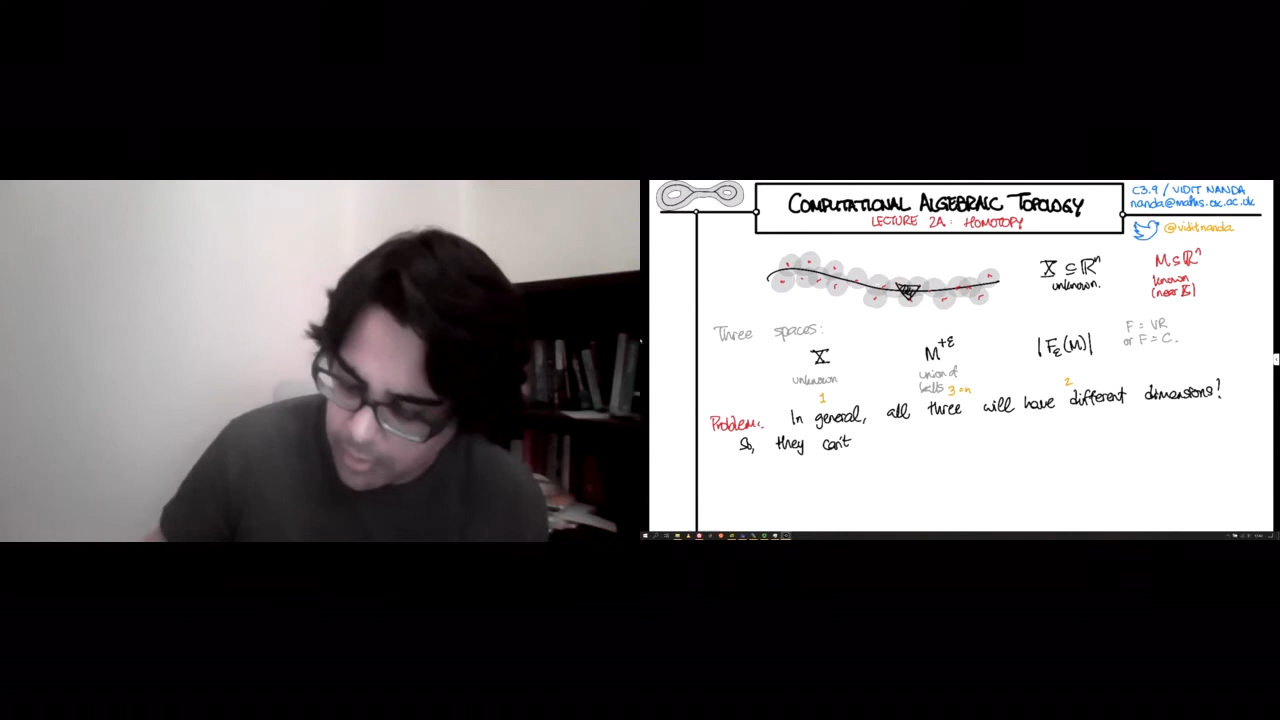 COMPUTATIONAL ALGEBRAIC TOPOLOGY
LECTURE 2A: HOMOTOPY
C3.9 / VIDIT NANDA
nanda@maths.ox.ac.uk
@viditnanda
𝕏 ⊆ ℝⁿ
unknown.
M ⊆ ℝⁿ
known
(near 𝕏)
Three spaces:
𝕏
unknown
1
M⁺ᵋ
union of
balls 3=n
|F_ε(M)|
2
F = VR
or F = C.
Problem: In general, all three will have different dimensions!
So, they can't